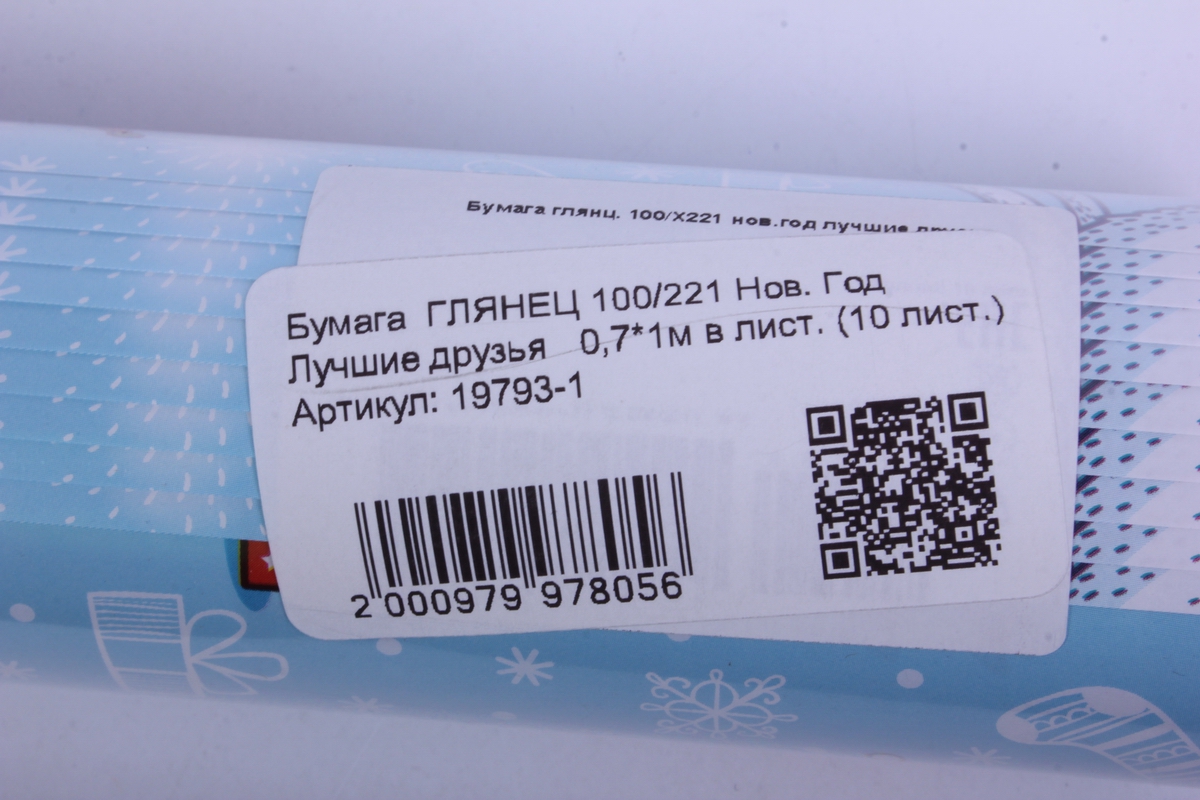 Бумага глянц. 100/X221 нов.год лучшие
Бумага ГЛЯНЕЦ 100/221 Нов. Год
Лучшие друзья 0,7*1м в лист. (10 лист.)
Артикул: 19793-1
2 000979 978056